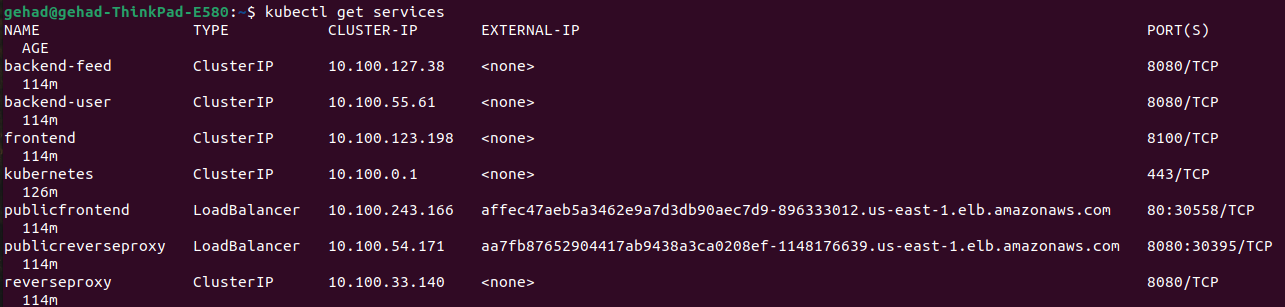 gehad@gehad-ThinkPad-E580:~$ kubectl get services
NAME TYPE CLUSTER-IP EXTERNAL-IP PORT(S)
AGE
backend-feed ClusterIP 10.100.127.38 <none> 8080/TCP
114m
backend-user ClusterIP 10.100.55.61 <none> 8080/TCP
114m
frontend ClusterIP 10.100.123.198 <none> 8100/TCP
114m
kubernetes ClusterIP 10.100.0.1 <none> 443/TCP
126m
publicfrontend LoadBalancer 10.100.243.166 affec47aeb5a3462e9a7d3db90aec7d9-896333012.us-east-1.elb.amazonaws.com 80:30558/TCP
114m
publicreverseproxy LoadBalancer 10.100.54.171 aa7fb87652904417ab9438a3ca0208ef-1148176639.us-east-1.elb.amazonaws.com 8080:30395/TCP
114m
reverseproxy ClusterIP 10.100.33.140 <none> 8080/TCP
114m